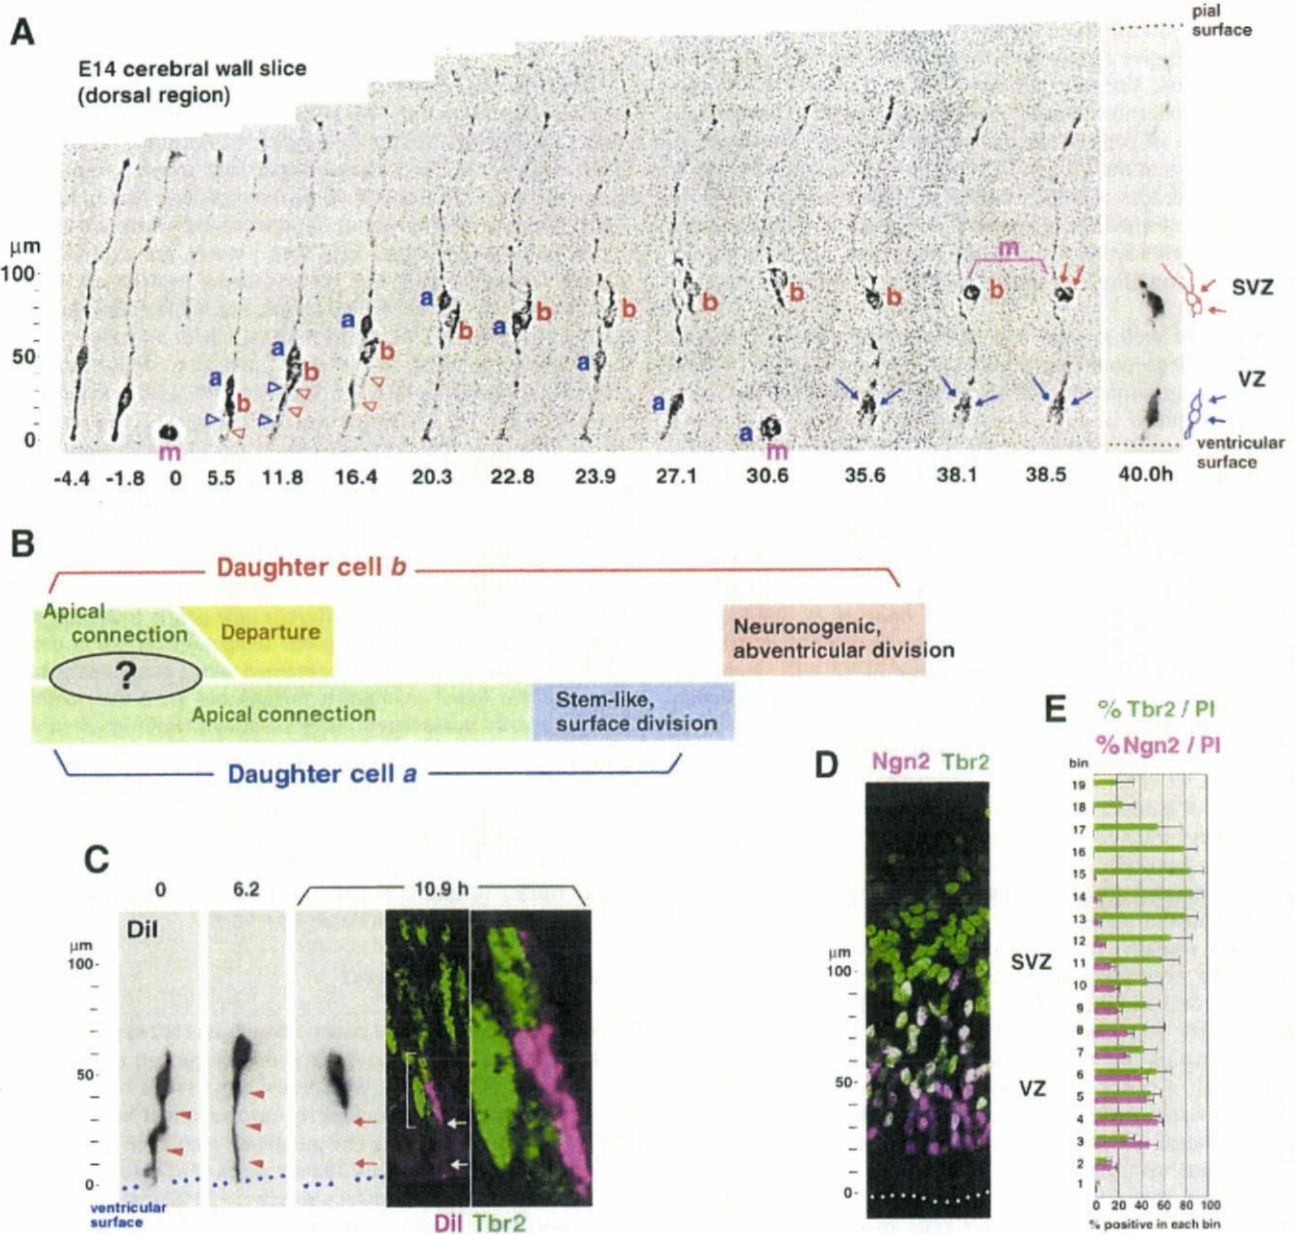 A
E14 cerebral wall slice
(dorsal region)
pial
surface
µm
100
50
0
a
b
a
b
a
b
a
b
a
b
a
b
a
b
a
b
b
b
m
m
m
SVZ
VZ
ventricular
surface
-4.4 -1.8 0 5.5 11.8 16.4 20.3 22.8 23.9 27.1 30.6 35.6 38.1 38.5 40.0h
B
Daughter cell b
Apical
connection
Departure
Neuronogenic,
abventricular division
?
Apical connection
Stem-like,
surface division
Daughter cell a
C
0 6.2 10.9 h
DiI
µm
100
50
0
ventricular
surface
DiI Tbr2
D
Ngn2 Tbr2
µm
100
50
0
SVZ
VZ
E
% Tbr2 / PI
% Ngn2 / PI
bin
19
18
17
16
15
14
13
12
11
10
9
8
7
6
5
4
3
2
1
0 20 40 60 80 100
% positive in each bin